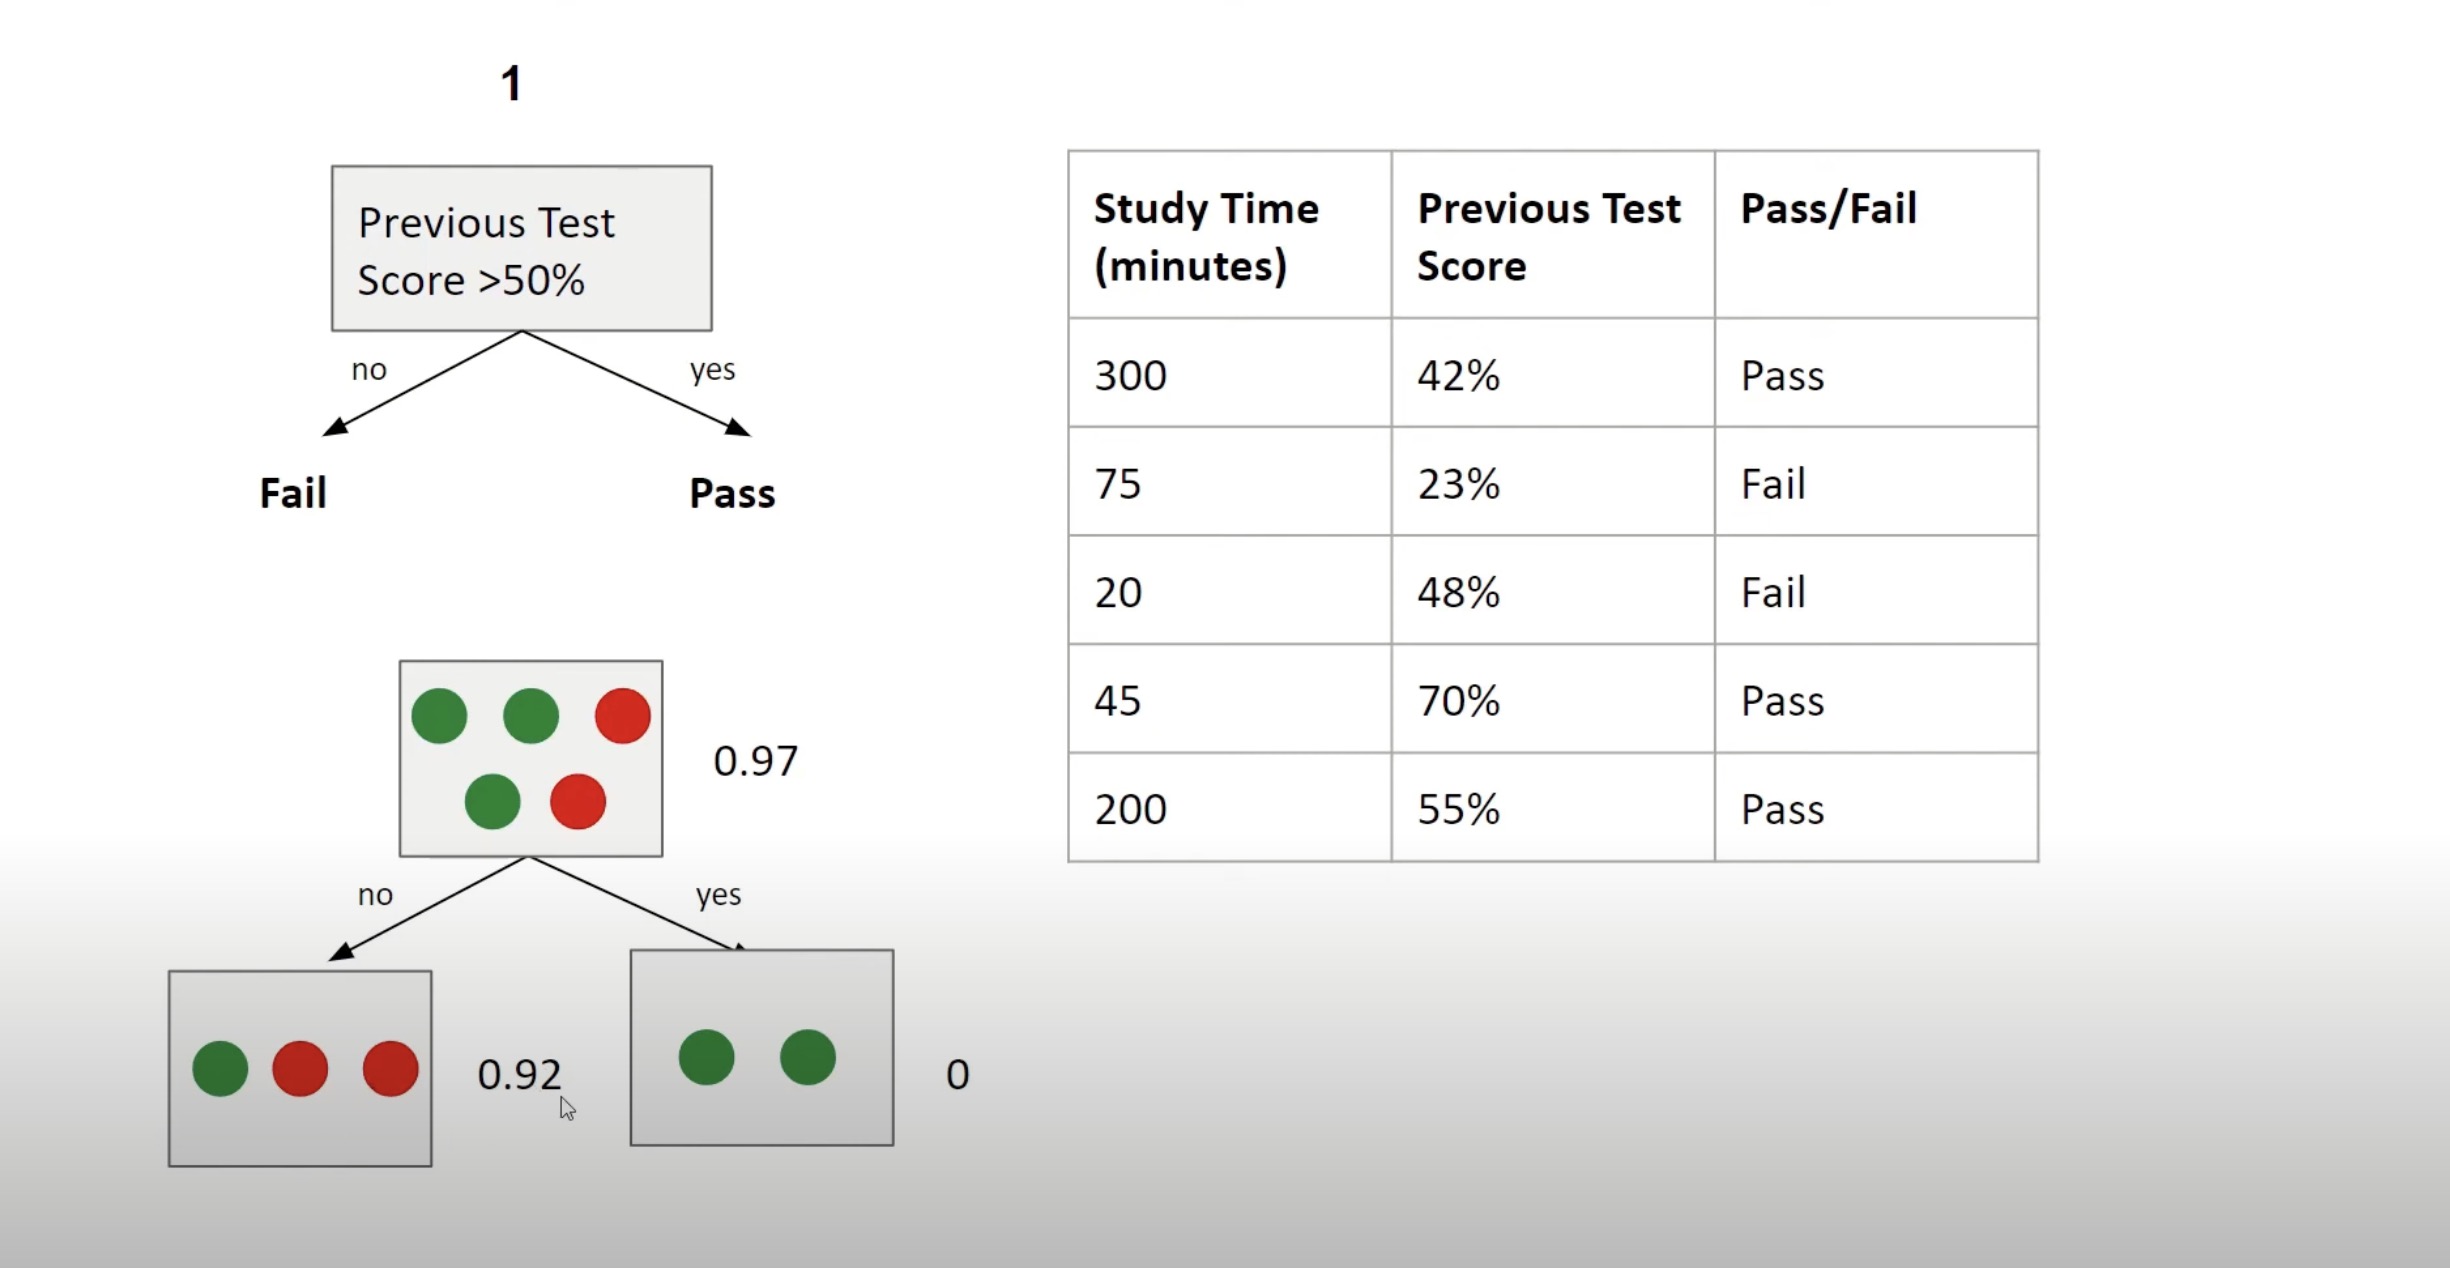 1
Previous Test
Score >50%
no
yes
Fail
Pass
0.97
no
yes
0.92
0
Study Time
(minutes)
Previous Test
Score
Pass/Fail
300
42%
Pass
75
23%
Fail
20
48%
Fail
45
70%
Pass
200
55%
Pass